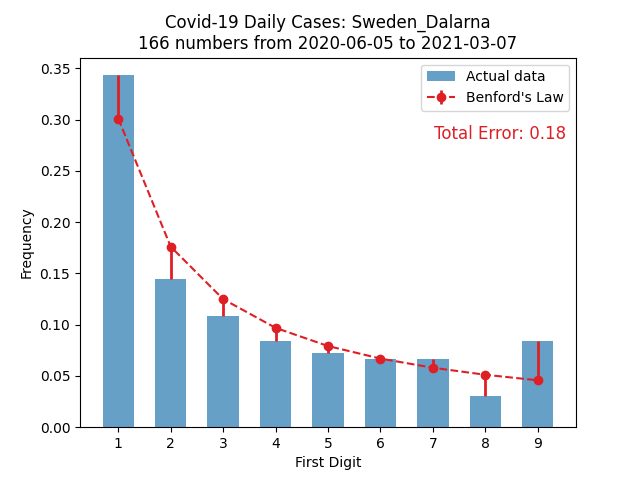 Covid-19 Daily Cases: Sweden_Dalarna
166 numbers from 2020-06-05 to 2021-03-07
Actual data
Benford's Law
Total Error: 0.18
Frequency
0.35
0.30
0.25
0.20
0.15
0.10
0.05
0.00
1 2 3 4 5 6 7 8 9
First Digit